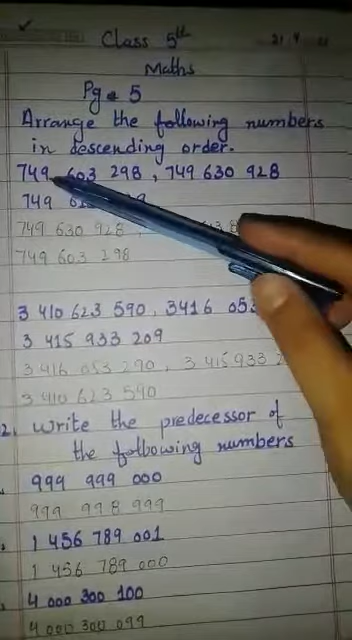 Class 5th
Maths
Pg. 5
Arrange the following numbers
in descending order.
749 603 298, 749 630 928
749
749 630 928,
749 603 298
3 410 623 590, 3416 053
3 415 933 209
3 416 053 290, 3 415 933
3 410 623 590
2. Write the predecessor of
the following numbers
999 999 000
999 998 999
1 456 789 001
1 456 789 000
4 000 300 100
4 000 300 099